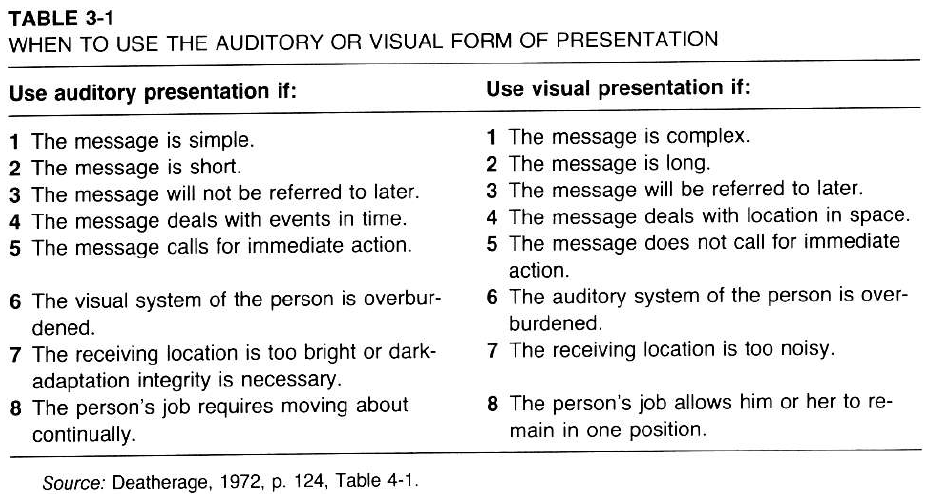 TABLE 3-1
WHEN TO USE THE AUDITORY OR VISUAL FORM OF PRESENTATION
Use auditory presentation if:
1 The message is simple.
2 The message is short.
3 The message will not be referred to later.
4 The message deals with events in time.
5 The message calls for immediate action.
6 The visual system of the person is overbur-
dened.
7 The receiving location is too bright or dark-
adaptation integrity is necessary.
8 The person's job requires moving about
continually.
Use visual presentation if:
1 The message is complex.
2 The message is long.
3 The message will be referred to later.
4 The message deals with location in space.
5 The message does not call for immediate
action.
6 The auditory system of the person is over-
burdened.
7 The receiving location is too noisy.
8 The person's job allows him or her to re-
main in one position.
Source: Deatherage, 1972, p. 124, Table 4-1.